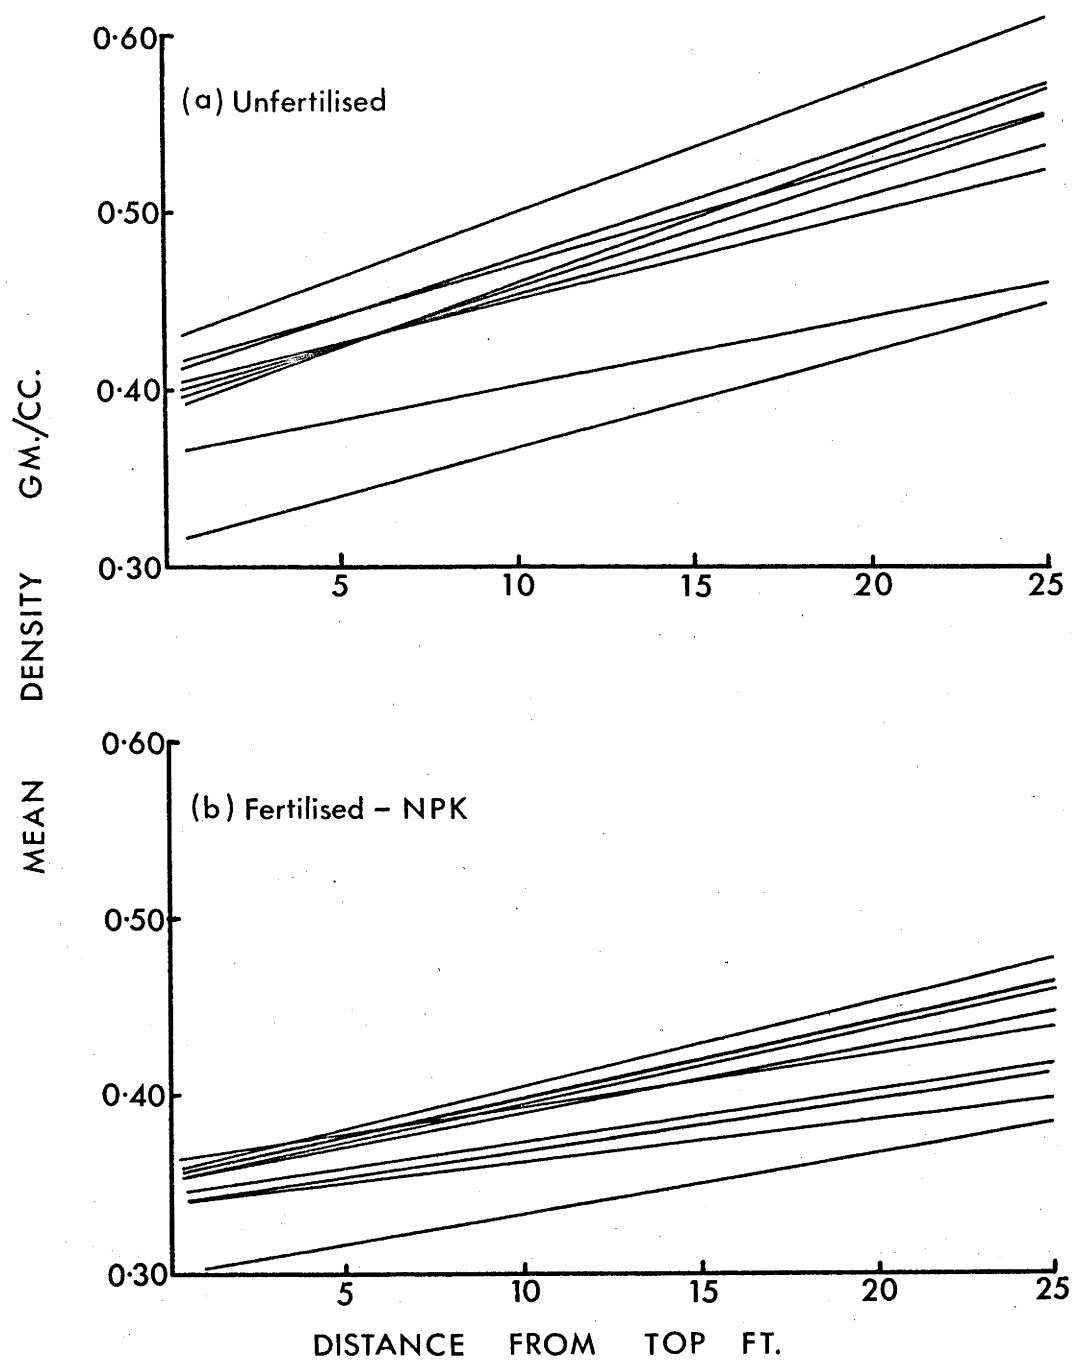 0·60
(a) Unfertilised
0·50
0·40
0·30
5 10 15 20 25
MEAN DENSITY GM./CC.
0·60
(b) Fertilised – NPK
0·50
0·40
0·30
5 10 15 20 25
DISTANCE FROM TOP FT.